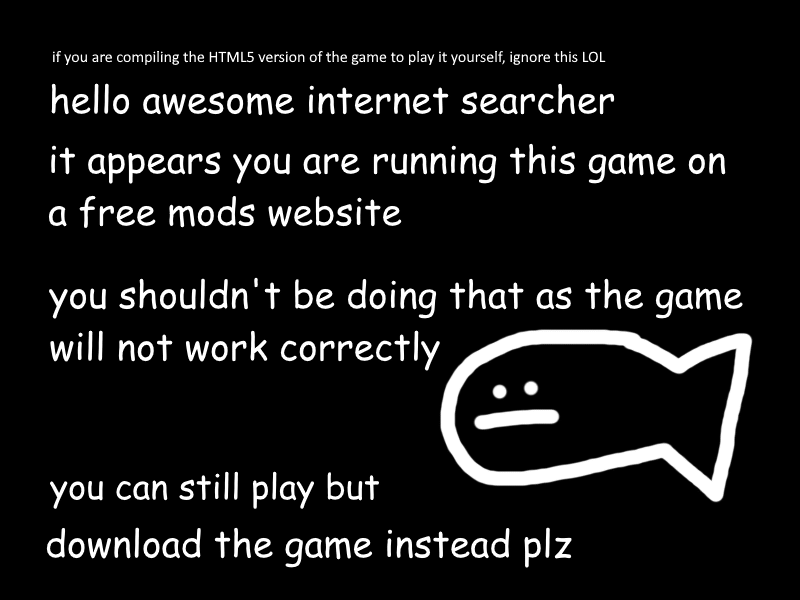 if you are compiling the HTML5 version of the game to play it yourself, ignore this LOL
hello awesome internet searcher
it appears you are running this game on
a free mods website
you shouldn't be doing that as the game
will not work correctly
you can still play but
download the game instead plz